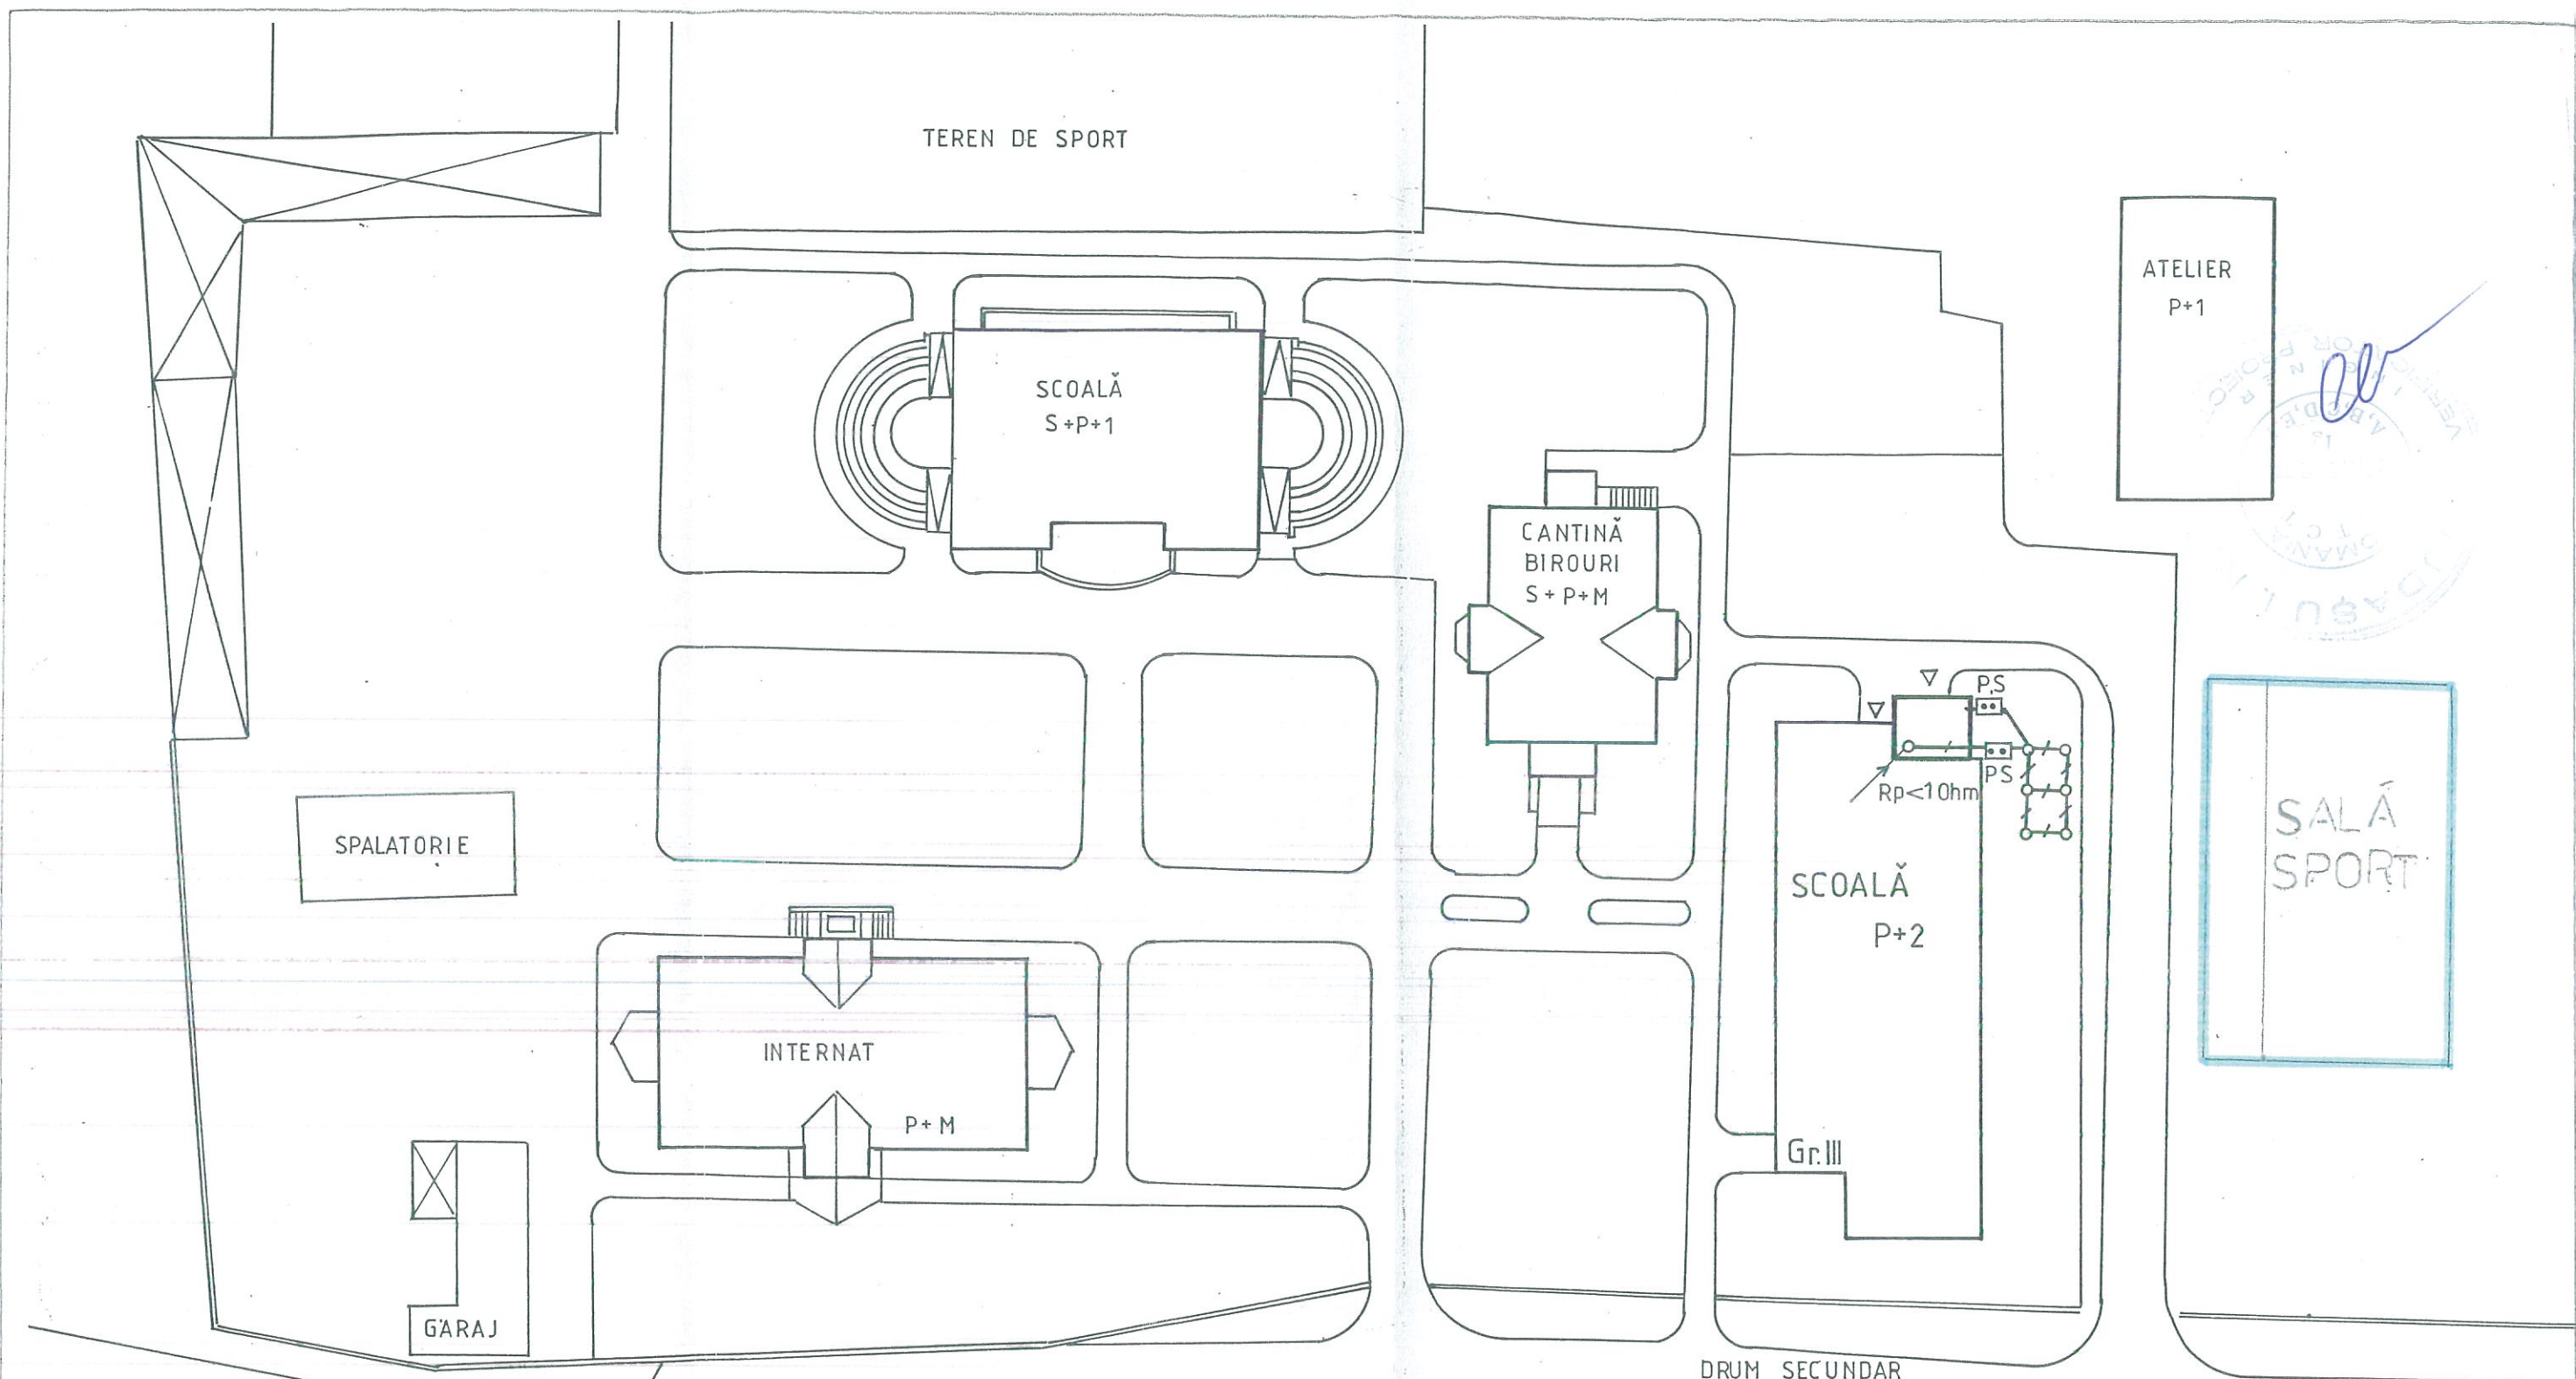 TEREN DE SPORT
ATELIER
P+1
SCOALĂ
S+P+1
CANTINĂ
BIROURI
S+P+M
P.S
PS
Rp<1Ohm
SPALATORIE
SALĂ
SPORT
SCOALĂ
P+2
INTERNAT
P+M
Gr.III
GARAJ
DRUM SECUNDAR